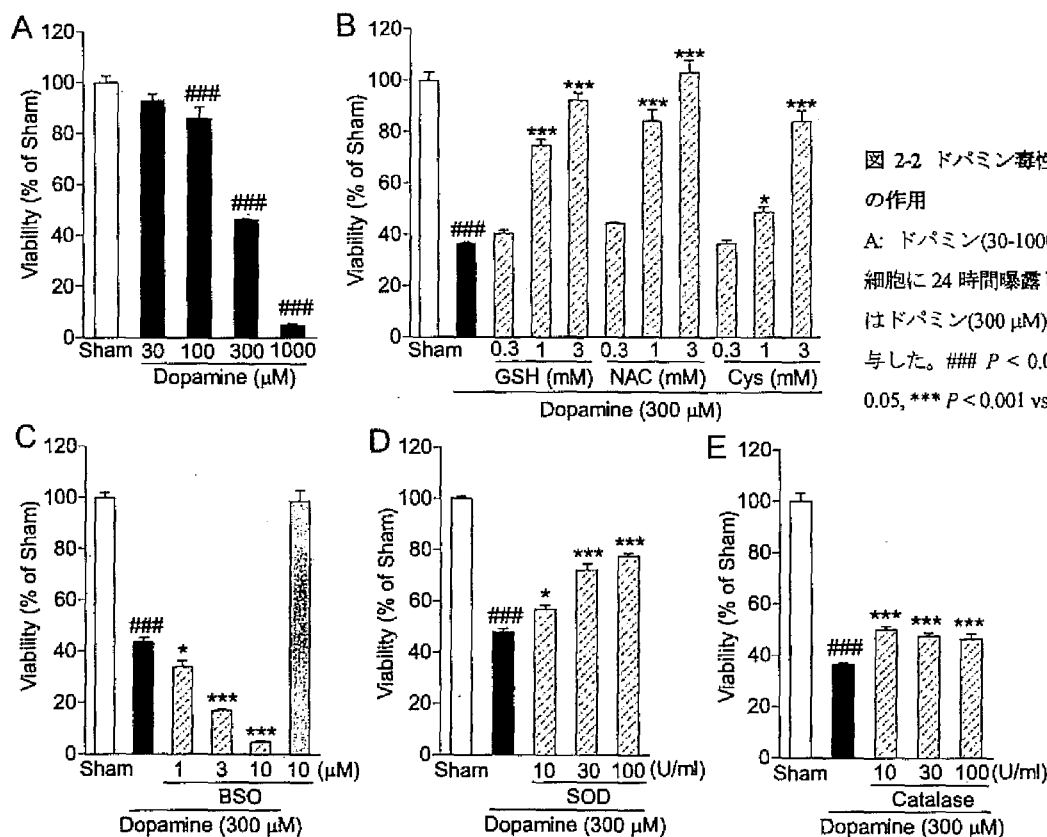 A
Viability (% of Sham)
120
100
80
60
40
20
0
###
###
###
Sham
30
100
300
1000
Dopamine (μM)
B
Viability (% of Sham)
120
100
80
60
40
20
0
###
***
***
***
***
*
***
Sham
0.3 1 3
0.3 1 3
0.3 1 3
GSH (mM)
NAC (mM)
Cys (mM)
Dopamine (300 μM)
図 2-2 ドパミン毒性
の作用
A: ドパミン(30-1000
細胞に 24 時間曝露
はドパミン(300 μM)
与した。### P < 0.0
0.05, *** P < 0.001 vs
C
Viability (% of Sham)
120
100
80
60
40
20
0
###
*
***
***
Sham
1 3 10 10 (μM)
BSO
Dopamine (300 μM)
D
Viability (% of Sham)
120
100
80
60
40
20
0
###
*
***
***
Sham
10 30 100 (U/ml)
SOD
Dopamine (300 μM)
E
Viability (% of Sham)
120
100
80
60
40
20
0
###
***
***
***
Sham
10 30 100 (U/ml)
Catalase
Dopamine (300 μM)